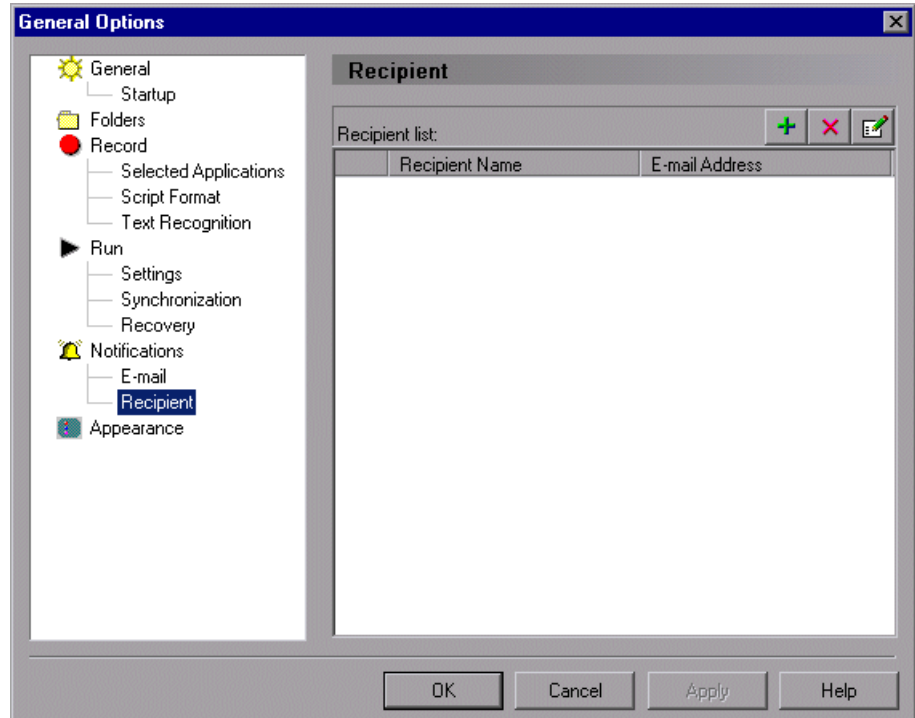 General Options
General
Startup
Folders
Record
Selected Applications
Script Format
Text Recognition
Run
Settings
Synchronization
Recovery
Notifications
E-mail
Recipient
Appearance
Recipient
Recipient list:
Recipient Name E-mail Address
OK Cancel Apply Help